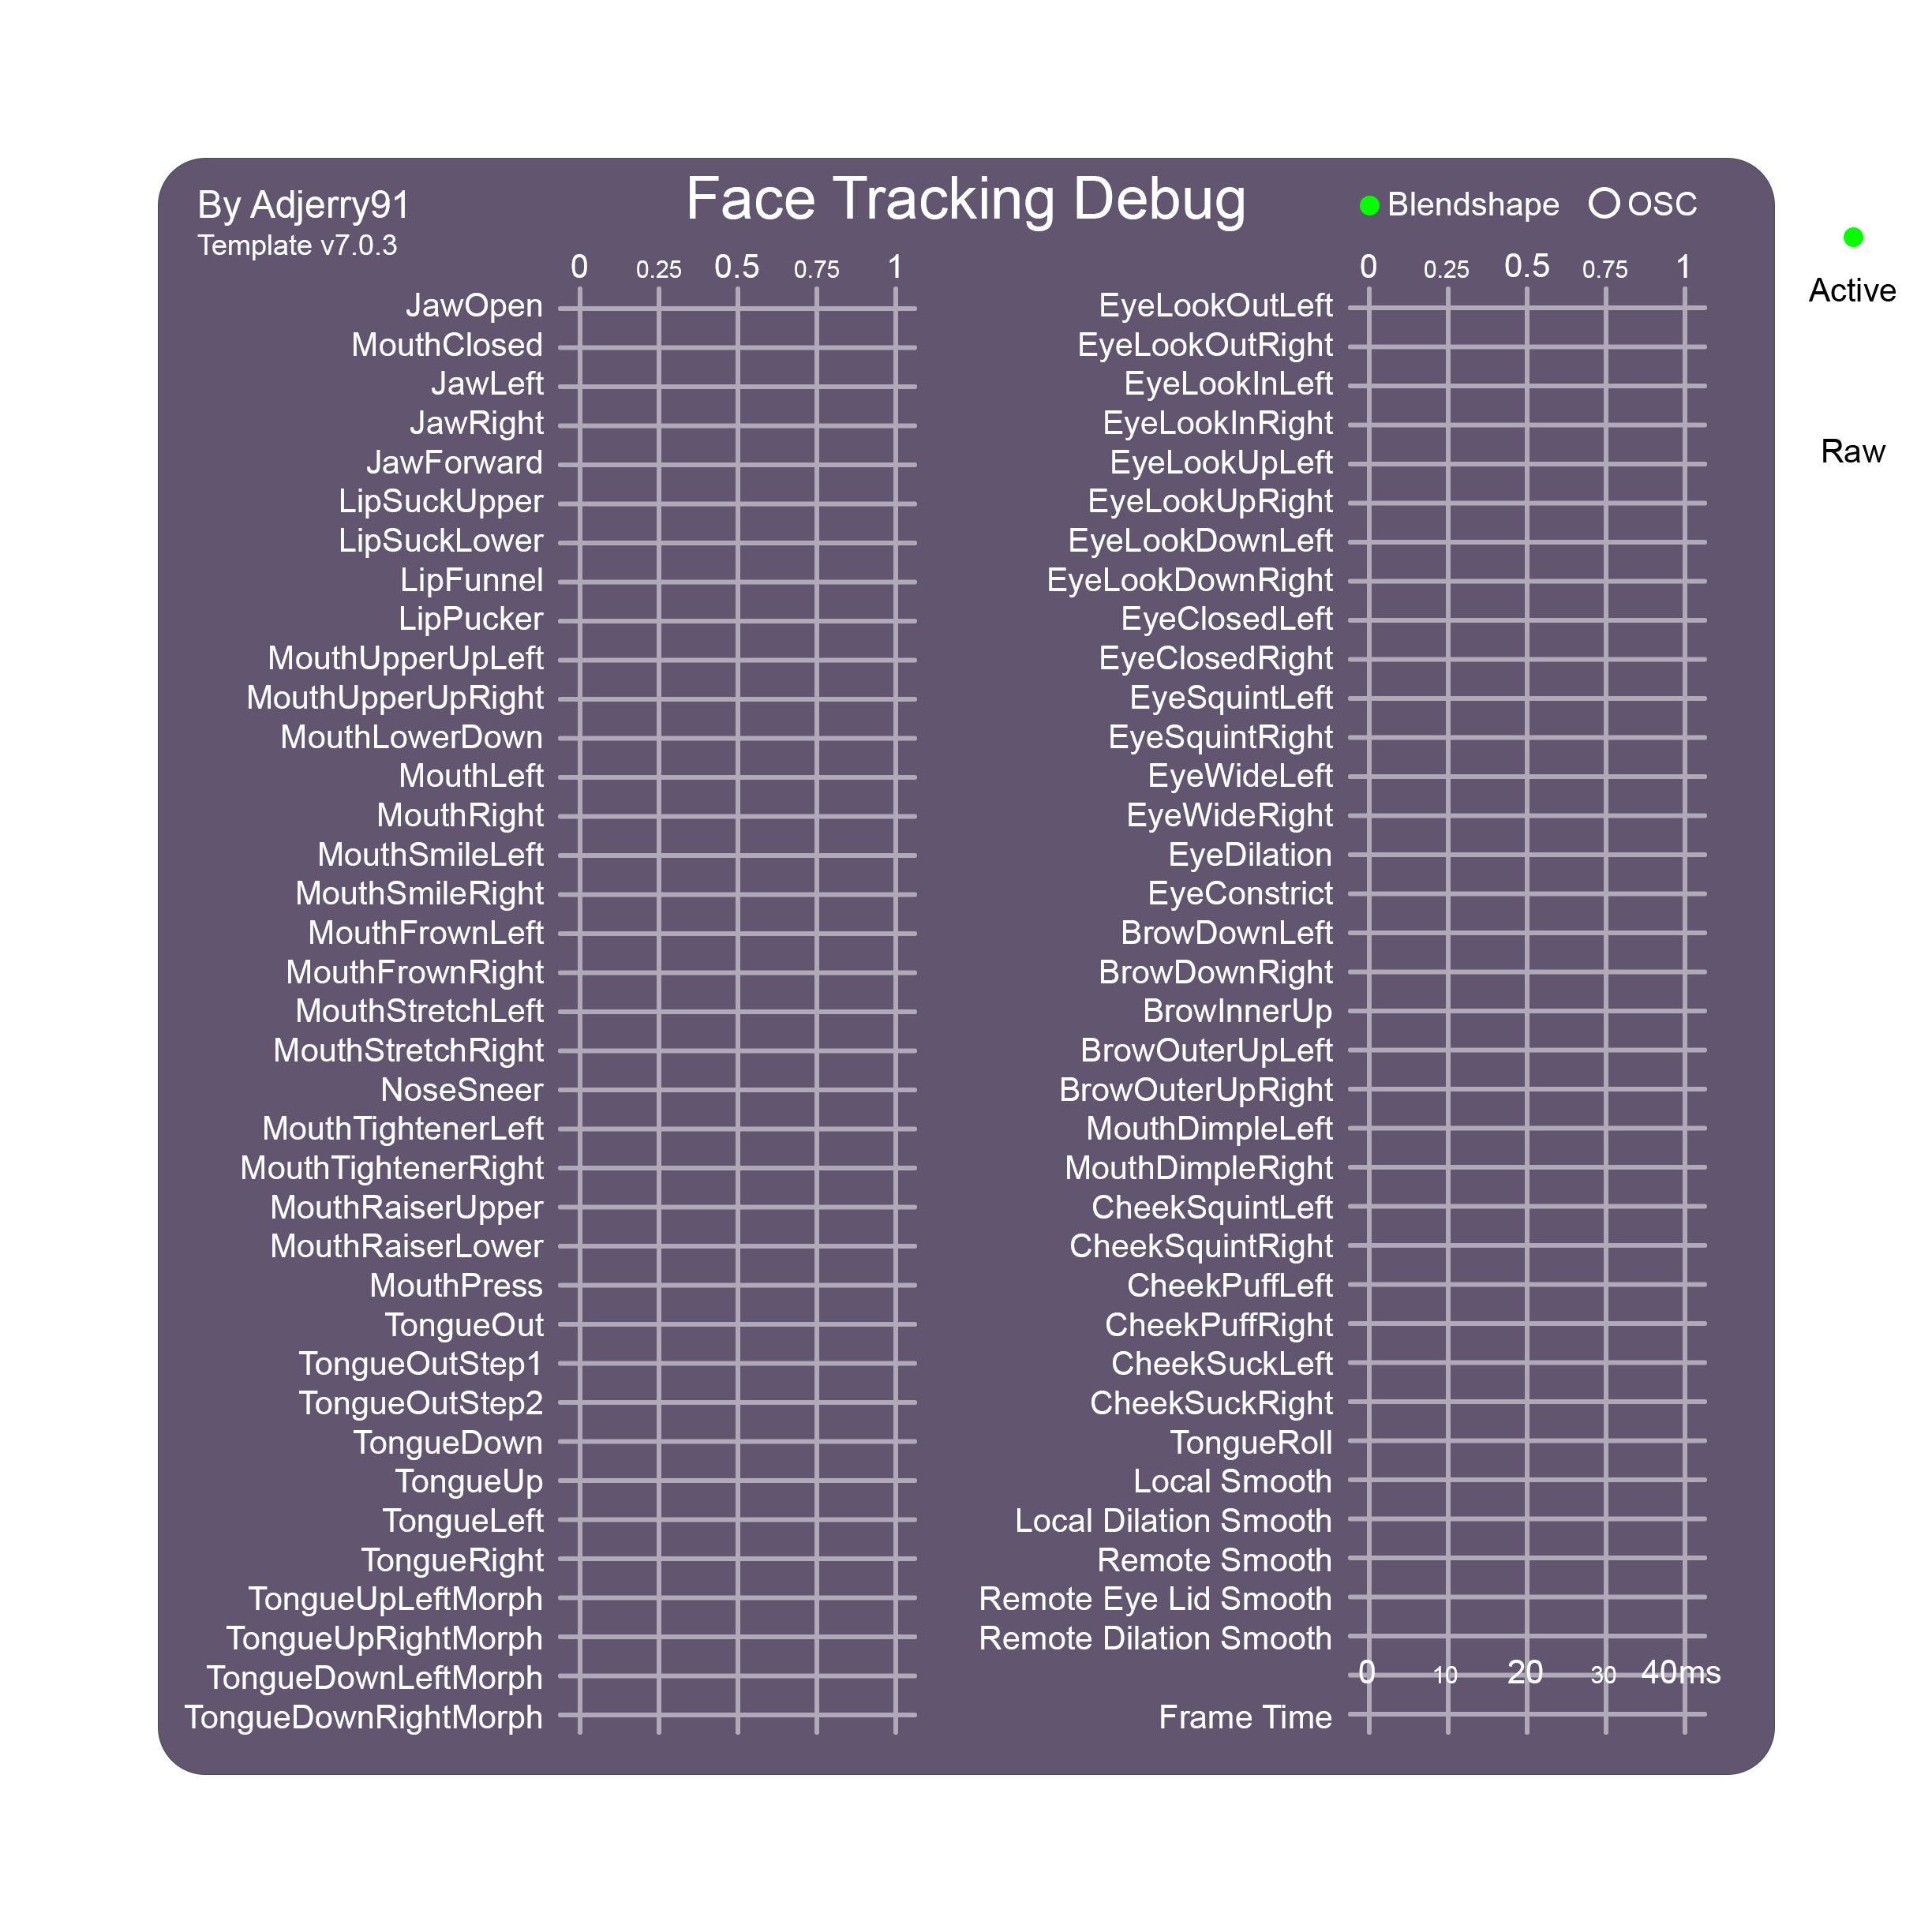 Face Tracking Debug
By Adjerry91
Template v7.0.3
Blendshape
OSC
Active
Raw
0 0.25 0.5 0.75 1
JawOpen
MouthClosed
JawLeft
JawRight
JawForward
LipSuckUpper
LipSuckLower
LipFunnel
LipPucker
MouthUpperUpLeft
MouthUpperUpRight
MouthLowerDown
MouthLeft
MouthRight
MouthSmileLeft
MouthSmileRight
MouthFrownLeft
MouthFrownRight
MouthStretchLeft
MouthStretchRight
NoseSneer
MouthTightenerLeft
MouthTightenerRight
MouthRaiserUpper
MouthRaiserLower
MouthPress
TongueOut
TongueOutStep1
TongueOutStep2
TongueDown
TongueUp
TongueLeft
TongueRight
TongueUpLeftMorph
TongueUpRightMorph
TongueDownLeftMorph
TongueDownRightMorph
0 0.25 0.5 0.75 1
EyeLookOutLeft
EyeLookOutRight
EyeLookInLeft
EyeLookInRight
EyeLookUpLeft
EyeLookUpRight
EyeLookDownLeft
EyeLookDownRight
EyeClosedLeft
EyeClosedRight
EyeSquintLeft
EyeSquintRight
EyeWideLeft
EyeWideRight
EyeDilation
EyeConstrict
BrowDownLeft
BrowDownRight
BrowInnerUp
BrowOuterUpLeft
BrowOuterUpRight
MouthDimpleLeft
MouthDimpleRight
CheekSquintLeft
CheekSquintRight
CheekPuffLeft
CheekPuffRight
CheekSuckLeft
CheekSuckRight
TongueRoll
Local Smooth
Local Dilation Smooth
Remote Smooth
Remote Eye Lid Smooth
Remote Dilation Smooth
0 10 20 30 40ms
Frame Time